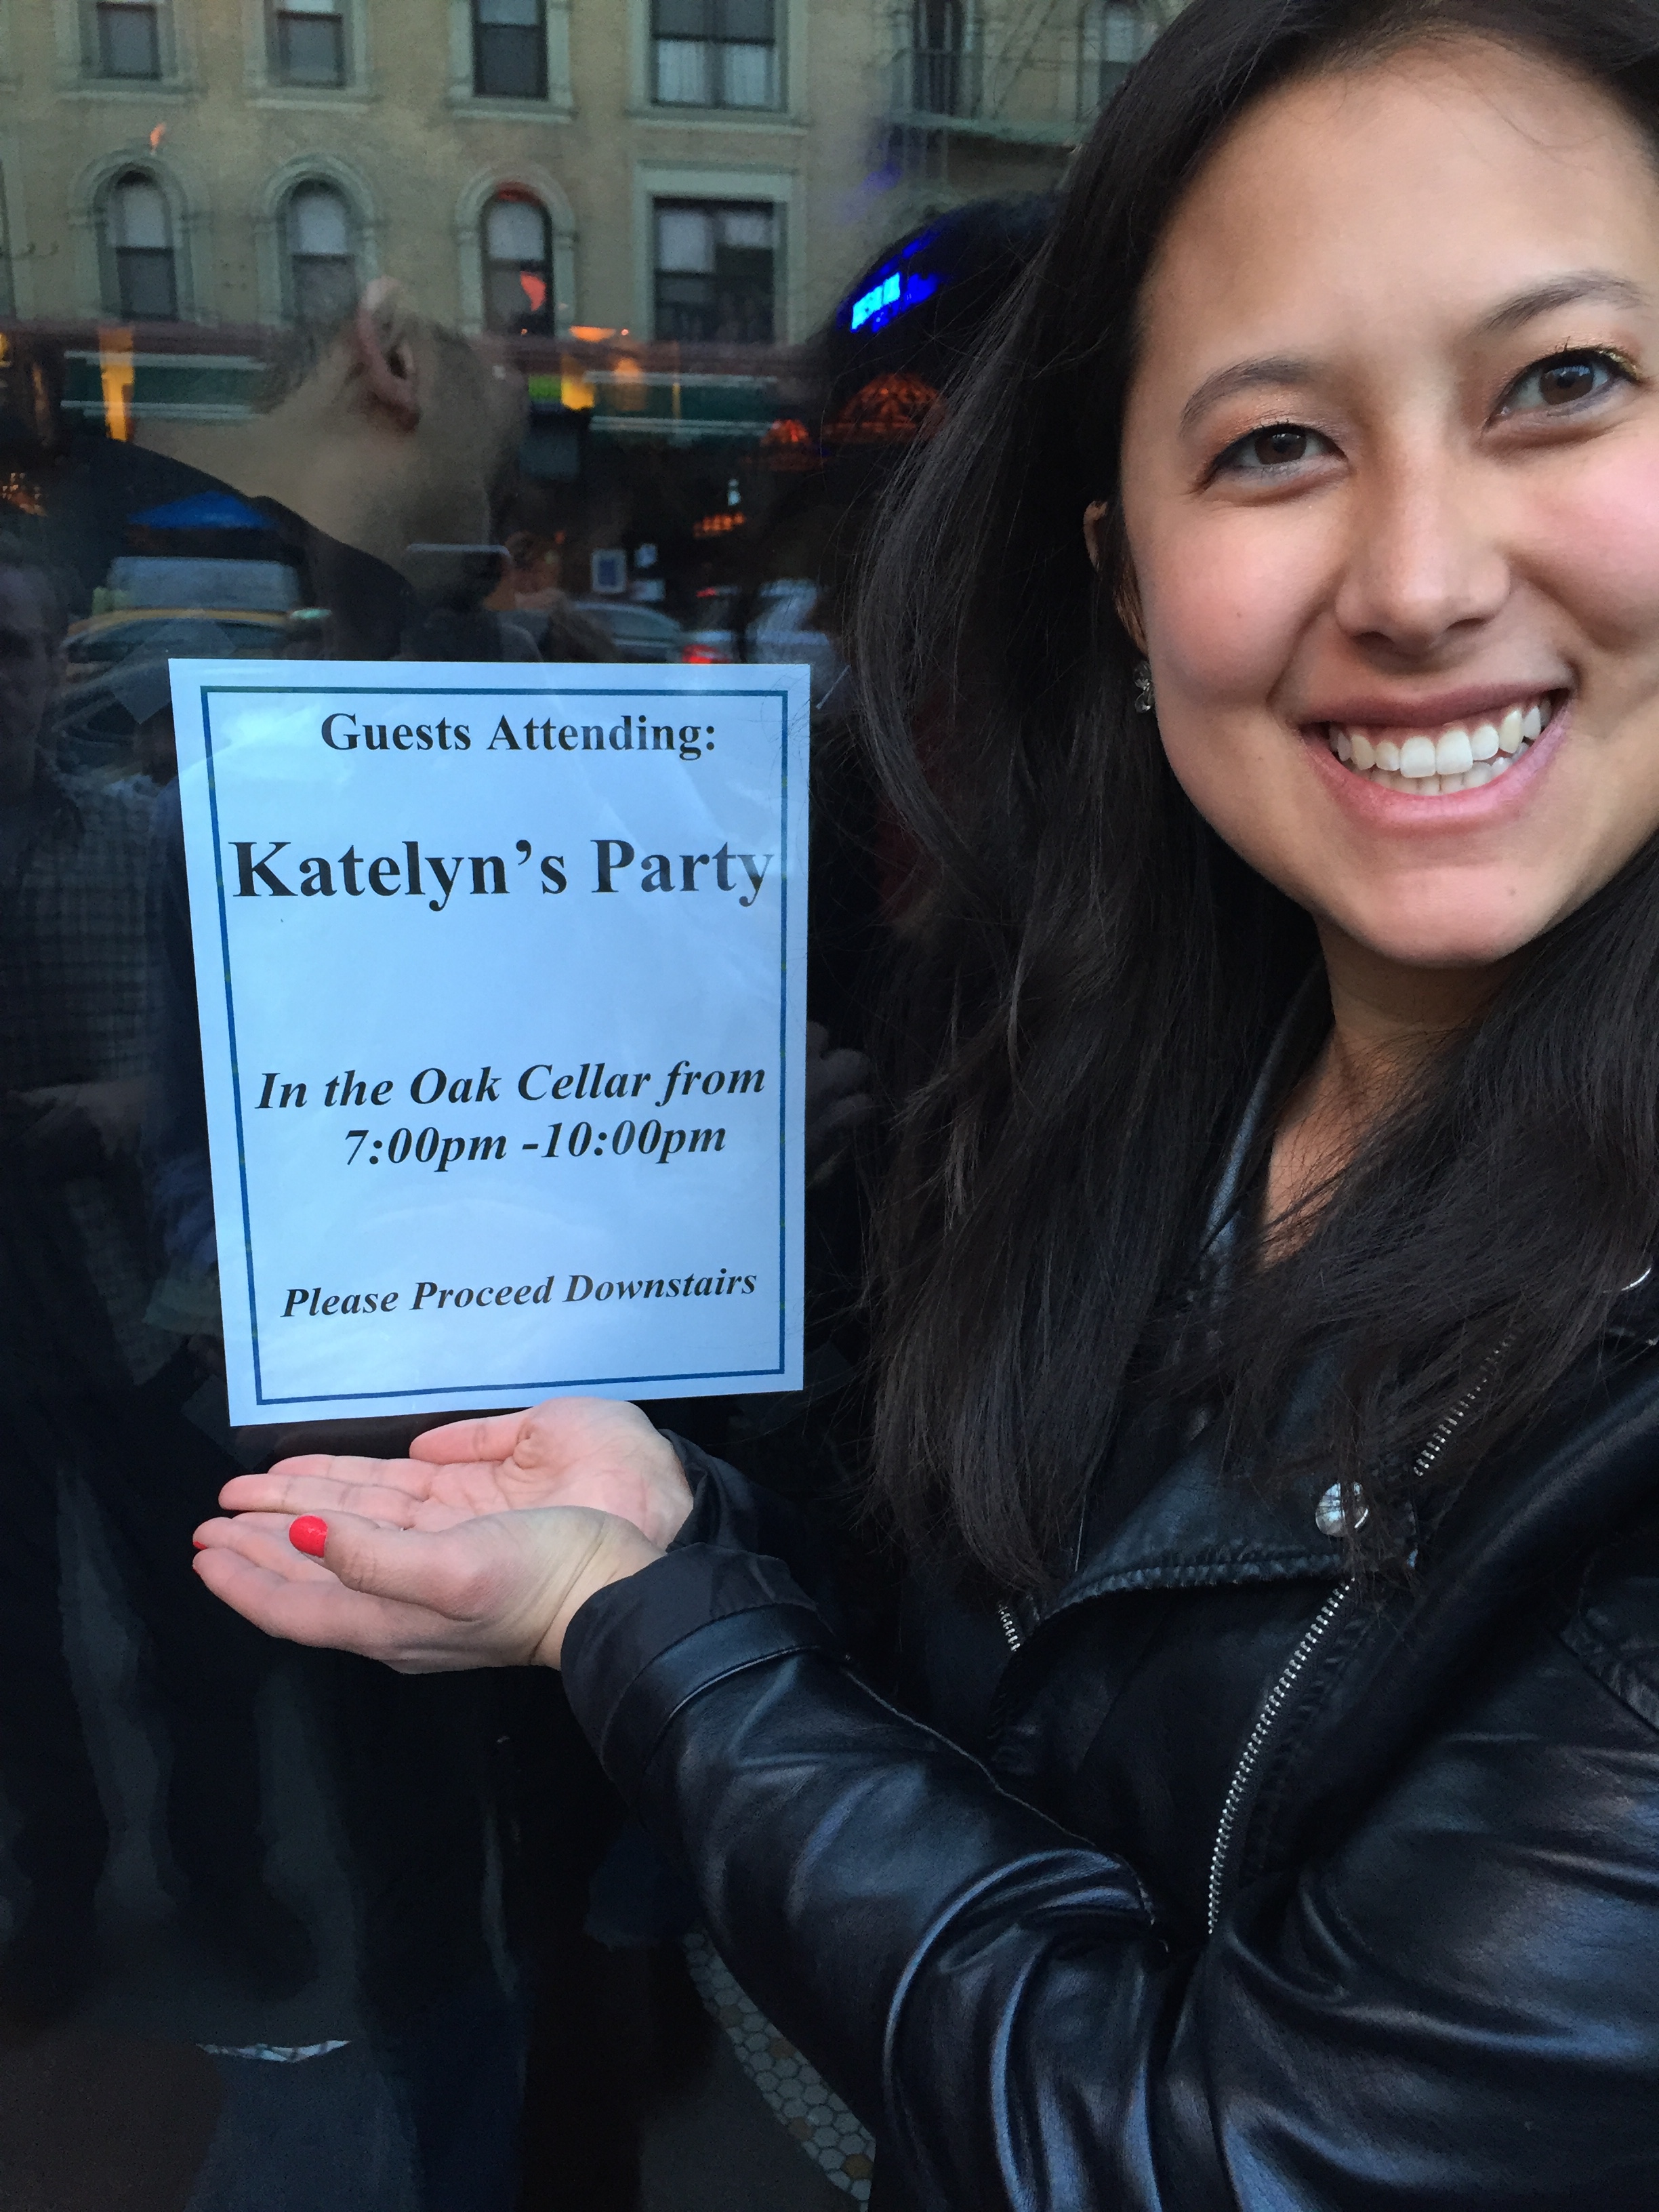 Guests Attending:
Katelyn's Party
In the Oak Cellar from
7:00pm -10:00pm
Please Proceed Downstairs